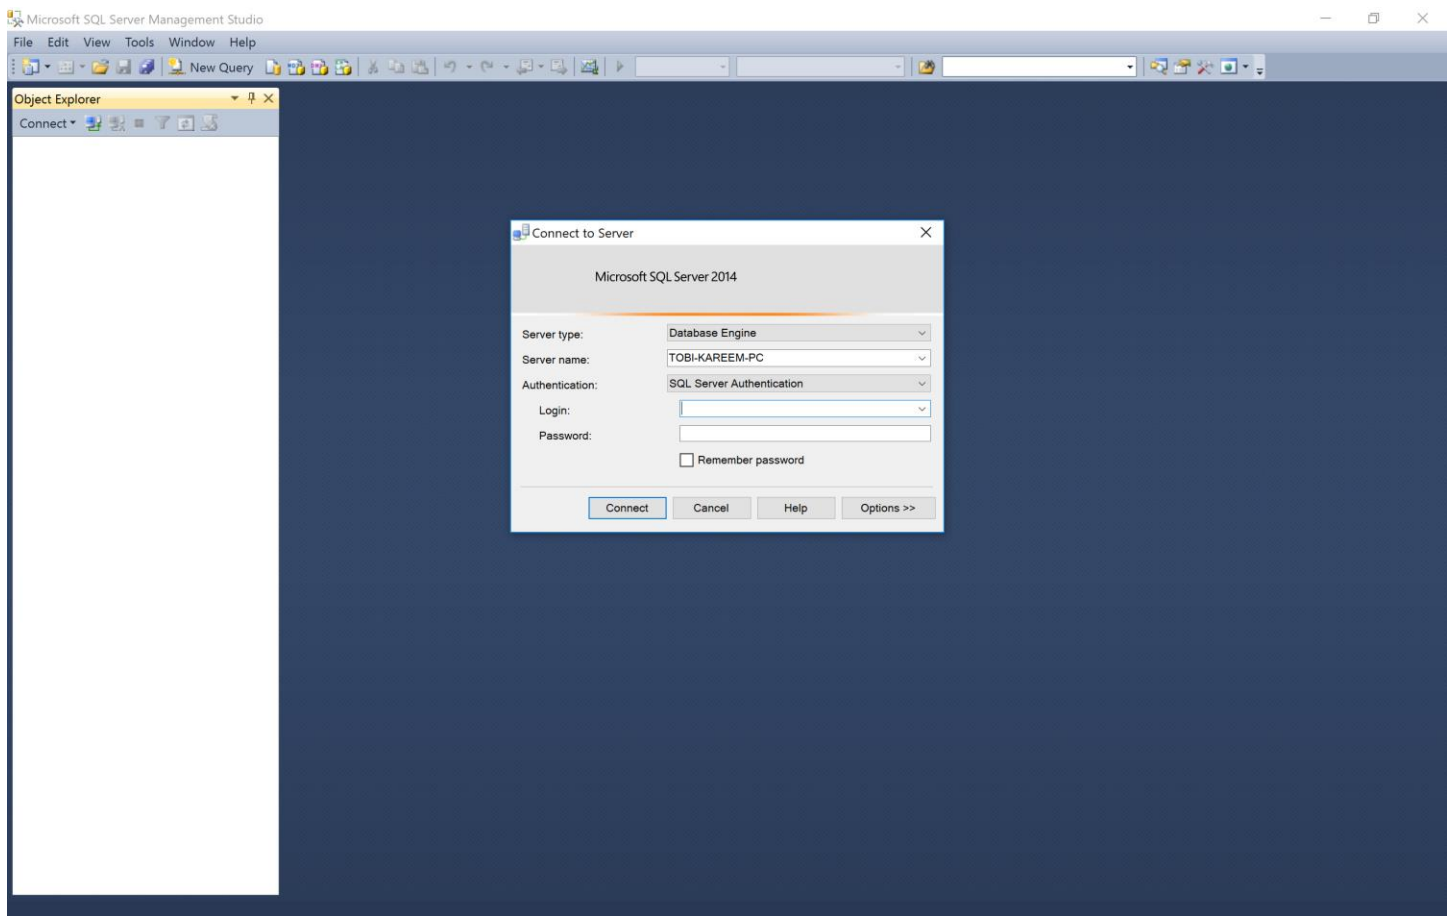 Microsoft SQL Server Management Studio
File Edit View Tools Window Help
New Query
Object Explorer
Connect
Connect to Server
Microsoft SQL Server 2014
Server type: Database Engine
Server name: TOBI-KAREEM-PC
Authentication: SQL Server Authentication
Login:
Password:
Remember password
Connect Cancel Help Options >>